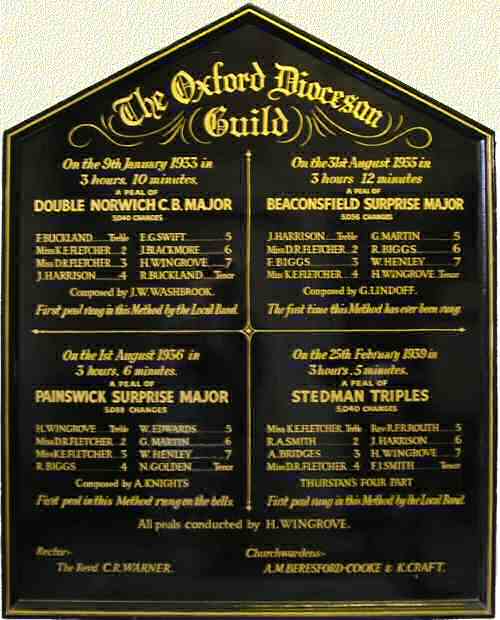 The Oxford Diocesan
Guild
On the 9th January 1933 in
3 hours, 10 minutes,
A PEAL OF
DOUBLE NORWICH C.B. MAJOR
5040 CHANGES
F.BUCKLAND Treble E.G.SWIFT 5
Miss K.E.FLETCHER 2 J.BLACKMORE 6
Miss D.R.FLETCHER 3 H.WINGROVE 7
J.HARRISON 4 R.BUCKLAND Tenor
Composed by J.W.WASHBROOK.
First peal rung in this Method by the Local Band.
On the 31st August 1935 in
3 hours 12 minutes
A PEAL OF
BEACONSFIELD SURPRISE MAJOR
5056 CHANGES
J.HARRISON Treble G.MARTIN 5
Miss D.R.FLETCHER 2 R.BIGGS 6
F.BIGGS 3 W.HENLEY 7
Miss K.E.FLETCHER 4 H.WINGROVE Tenor
Composed by G.LINDOFF.
The first time this Method has ever been rung.
On the 1st August 1936 in
3 hours, 6 minutes.
A PEAL OF
PAINSWICK SURPRISE MAJOR
5088 CHANGES
H.WINGROVE Treble W.EDWARDS 5
Miss D.R.FLETCHER 2 G.MARTIN 6
Miss K.E.FLETCHER 3 W.HENLEY 7
R.BIGGS 4 N.GOLDEN Tenor
Composed by A.KNIGHTS
First peal in this Method rung on the bells.
On the 25th February 1939 in
3 hours, 5 minutes.
A PEAL OF
STEDMAN TRIPLES
5040 CHANGES
Miss K.E.FLETCHER Treble Rev R.P.F.ROUTH 5
R.A.SMITH 2 J.HARRISON 6
A.BRIDGES 3 H.WINGROVE 7
Miss D.R.FLETCHER 4 F.J.SMITH Tenor
THURSTANS FOUR PART
First peal rung in this Method by the Local Band.
All peals conducted by H.WINGROVE.
Rector:-
The Revd C.R.WARNER.
Churchwardens:-
A.M.BERESFORD-COOKE & K.CRAFT.